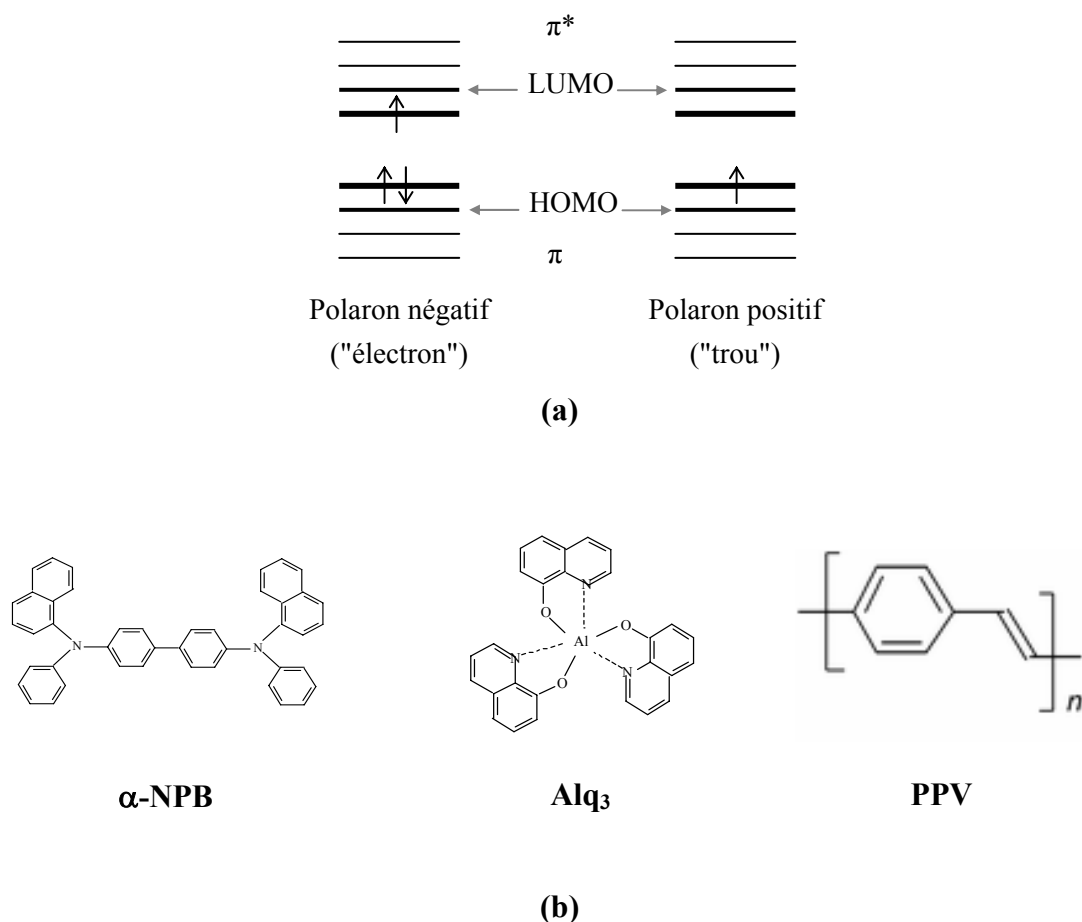 π*
LUMO
HOMO
π
Polaron négatif Polaron positif
("électron") ("trou")
(a)
N N
N
O
Al
O
N
O
N
n
α-NPB Alq3 PPV
(b)